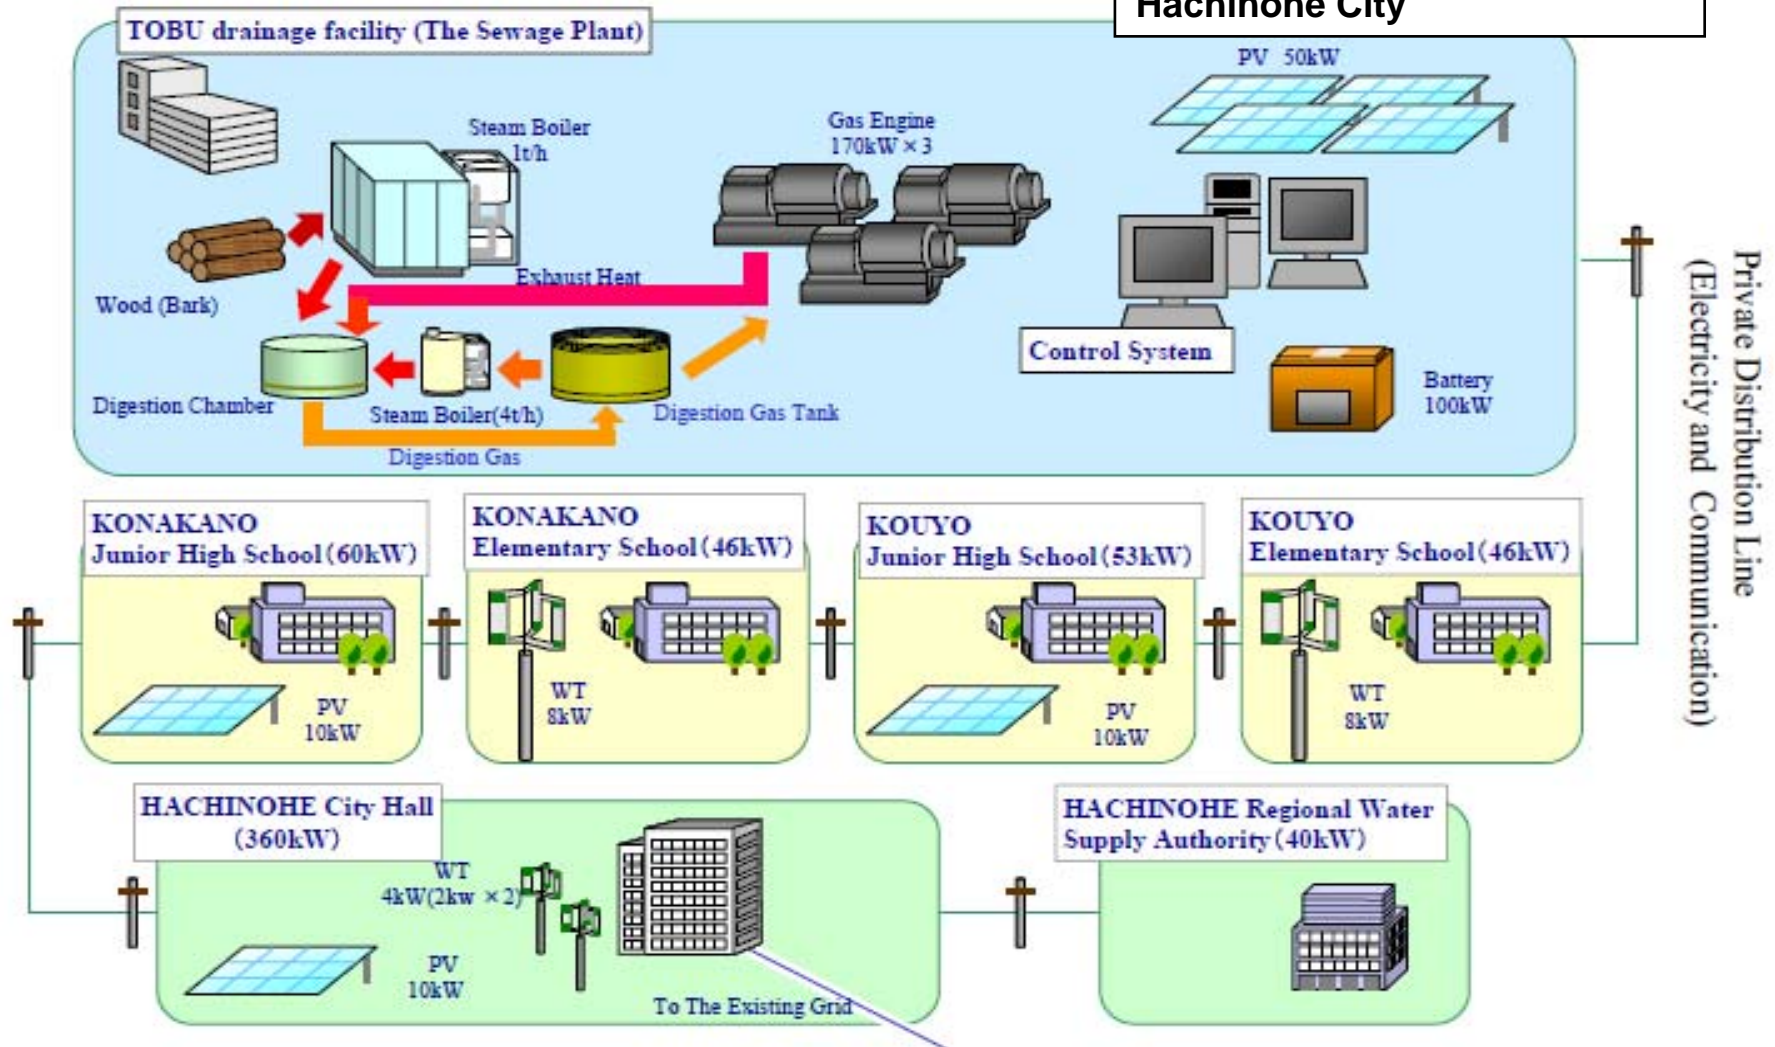 Hachinohe City
TOBU drainage facility (The Sewage Plant)
PV 50kW
Steam Boiler
1t/h
Gas Engine
170kW × 3
Exhaust Heat
Wood (Bark)
Control System
Battery
100kW
Digestion Chamber
Steam Boiler(4t/h)
Digestion Gas Tank
Digestion Gas
Private Distribution Line
(Electricity and Communication)
KONAKANO
Junior High School(60kW)
PV
10kW
KONAKANO
Elementary School(46kW)
WT
8kW
KOUYO
Junior High School(53kW)
PV
10kW
KOUYO
Elementary School(46kW)
WT
8kW
HACHINOHE City Hall
(360kW)
WT
4kW(2kw × 2)
PV
10kW
To The Existing Grid
HACHINOHE Regional Water
Supply Authority(40kW)